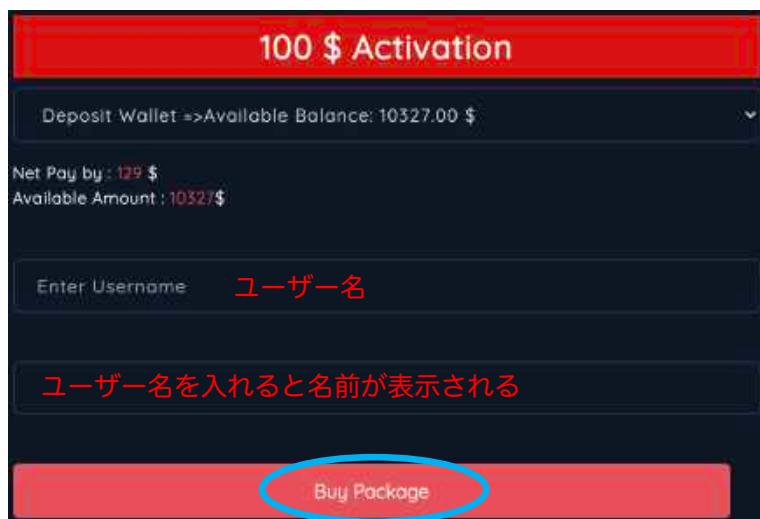 100 $ Activation
Deposit Wallet =>Available Balance: 10327.00 $
Net Pay by : 129 $
Available Amount : 10327$
Enter Username ユーザー名
ユーザー名を入れると名前が表示される
Buy Package